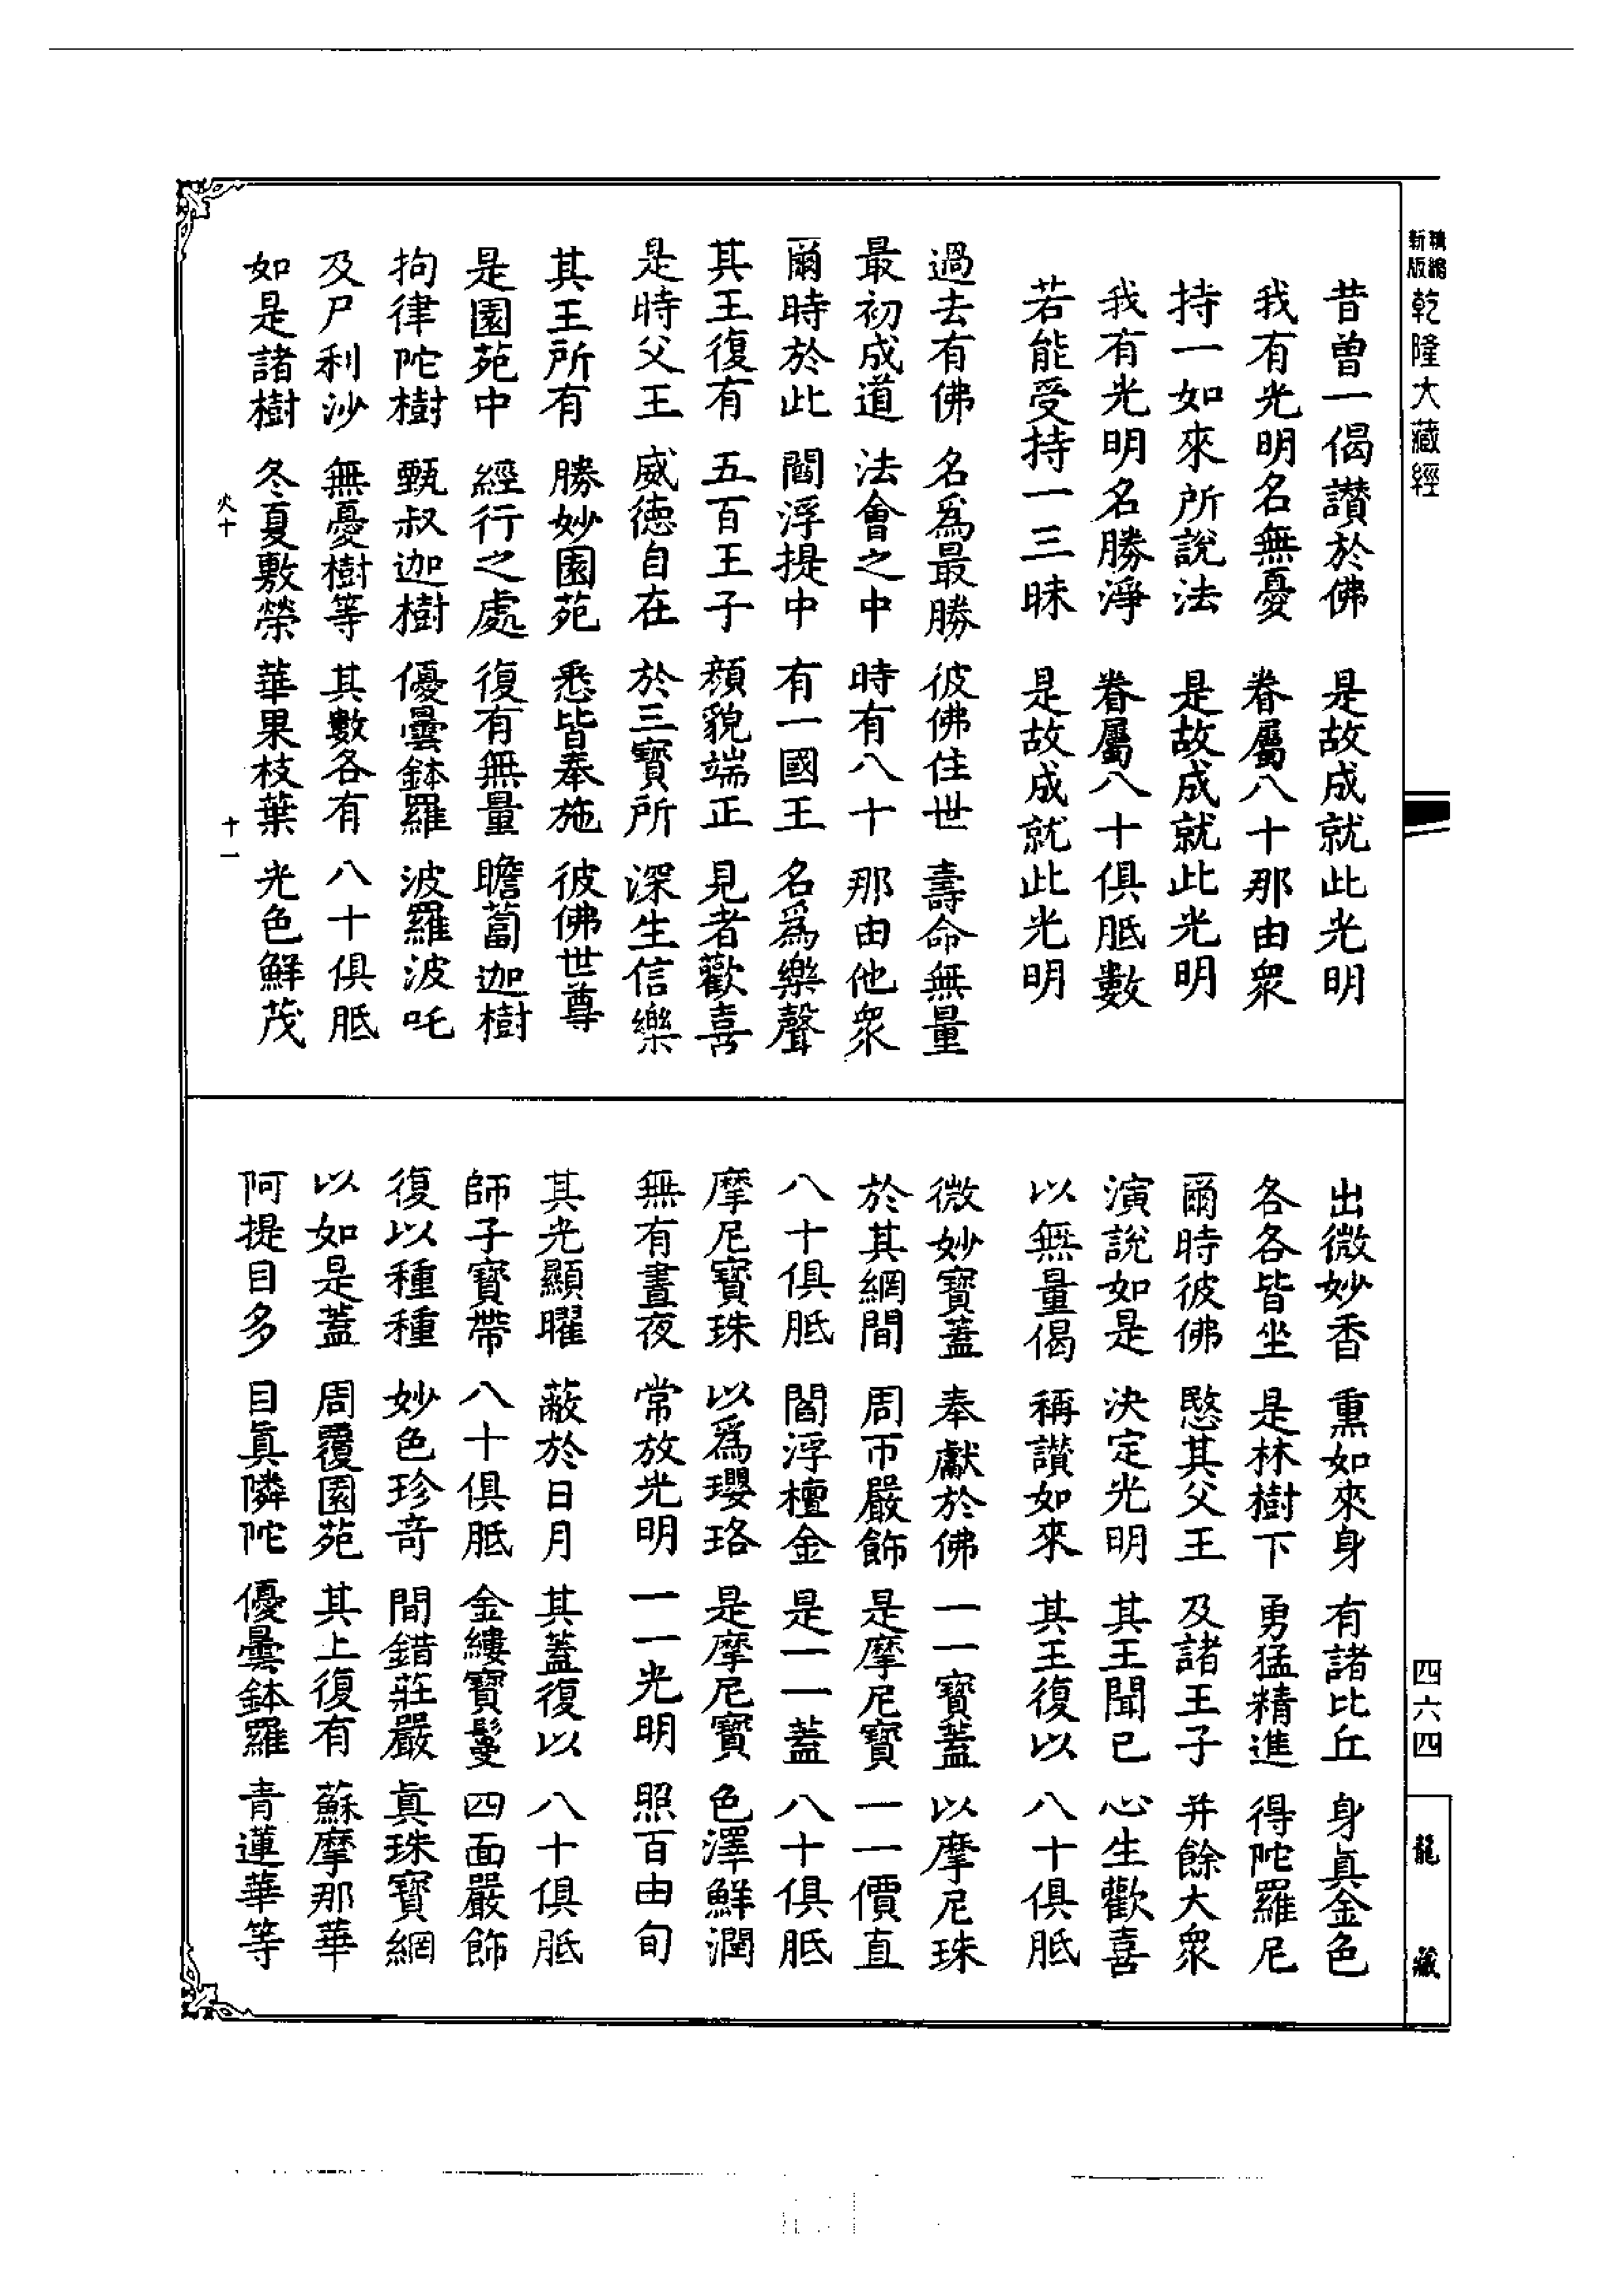 新編
新版
乾隆大藏經
昔曾一偈讚於佛　是故成就此光明
我有光明名無憂　眷屬八十那由衆
持一如來所說法　是故成就此光明
我有光明名勝淨　眷屬八十俱胝數
若能受持一三昧　是故成就此光明
過去有佛　名爲最勝　彼佛住世　壽命無量
最初成道　法會之中　時有八十　那由他衆
爾時於此　閻浮提中　有一國王　名爲樂聲
其王復有　五百王子　顏貌端正　見者歡喜
是時父王　威德自在　於三寶所　深生信樂
其王所有　勝妙園苑　悉皆奉施　彼佛世尊
是園苑中　經行之處　復有無量　瞻蔔迦樹
拘律陀樹　甄叔迦樹　優曇鉢羅　波羅波吒
及尸利沙　無憂樹等　其數各有　八十俱胝
如是諸樹　冬夏敷榮　華果枝葉　光色鮮茂
火十　十一
出微妙香　熏如來身　有諸比丘　身眞金色
各各皆坐　是林樹下　勇猛精進　得陀羅尼
爾時彼佛　愍其父王　及諸王子　并餘大衆
演說如是　決定光明　其王聞已　心生歡喜
以無量偈　稱讚如來　其王復以　八十俱胝
微妙寶蓋　奉獻於佛　一一寶蓋　以摩尼珠
於其網間　周帀嚴飾　是摩尼寶　一一價直
八十俱胝　閻浮檀金　是一一蓋　八十俱胝
摩尼寶珠　以爲瓔珞　是摩尼寶　色澤鮮潤
無有晝夜　常放光明　一一光明　照百由旬
其光顯曜　蔽於日月　其蓋復以　八十俱胝
師子寶帶　八十俱胝　金縷寶鬘　四面嚴飾
復以種種　妙色珍奇　間錯莊嚴　眞珠寶網
以如是蓋　周覆園苑　其上復有　蘇摩那華
阿提目多　目眞隣陀　優曇鉢羅　青蓮華等
四六四
龍藏